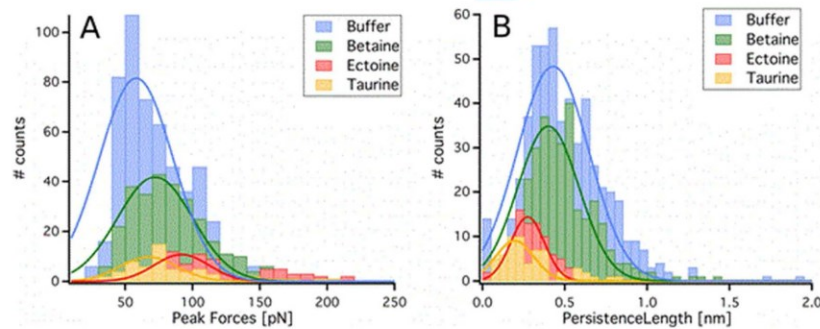 A
Buffer
Betaine
Ectoine
Taurine
# counts
100
80
60
40
20
0
50
100
150
200
250
Peak Forces [pN]
B
Buffer
Betaine
Ectoine
Taurine
# counts
60
50
40
30
20
10
0
0.0
0.5
1.0
1.5
2.0
PersistenceLength [nm]